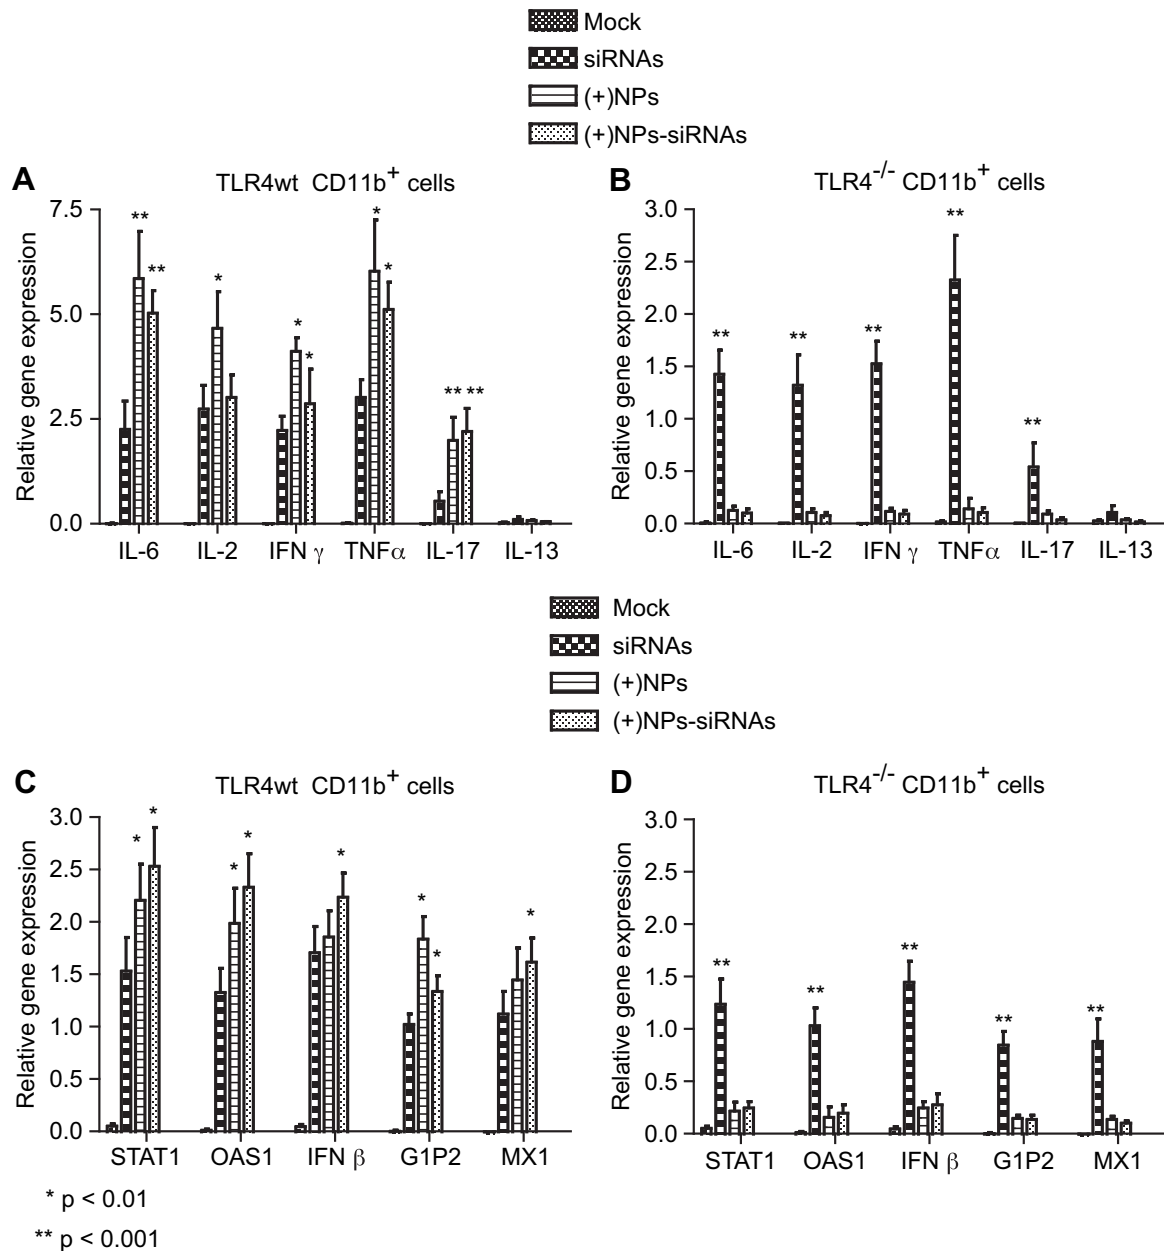 Mock
siRNAs
(+)NPs
(+)NPs-siRNAs
A
TLR4wt CD11b+ cells
Relative gene expression
7.5
5.0
2.5
0.0
** ** * * * * * ** **
IL-6 IL-2 IFN γ TNFα IL-17 IL-13
B
TLR4-/- CD11b+ cells
Relative gene expression
3.0
2.5
2.0
1.5
1.0
0.5
0.0
** ** ** ** **
IL-6 IL-2 IFN γ TNFα IL-17 IL-13
Mock
siRNAs
(+)NPs
(+)NPs-siRNAs
C
TLR4wt CD11b+ cells
Relative gene expression
3.0
2.5
2.0
1.5
1.0
0.5
0.0
* * * * * * * *
STAT1 OAS1 IFN β G1P2 MX1
D
TLR4-/- CD11b+ cells
Relative gene expression
3.0
2.5
2.0
1.5
1.0
0.5
0.0
** ** ** ** **
STAT1 OAS1 IFN β G1P2 MX1
* p < 0.01
** p < 0.001